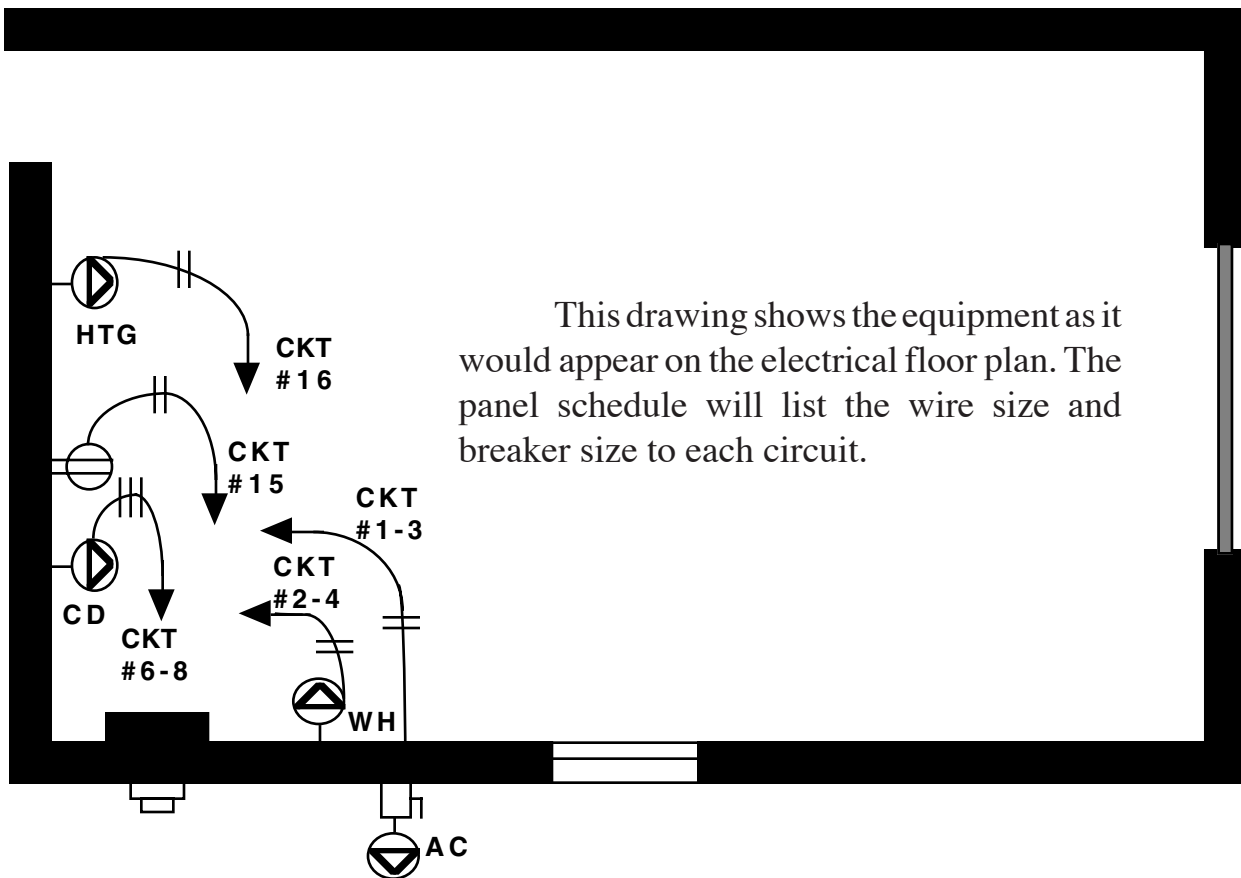 HTG
CKT
#16
This drawing shows the equipment as it
would appear on the electrical floor plan. The
panel schedule will list the wire size and
breaker size to each circuit.
CKT
#15
CKT
#1-3
CKT
#2-4
CD
CKT
#6-8
WH
AC